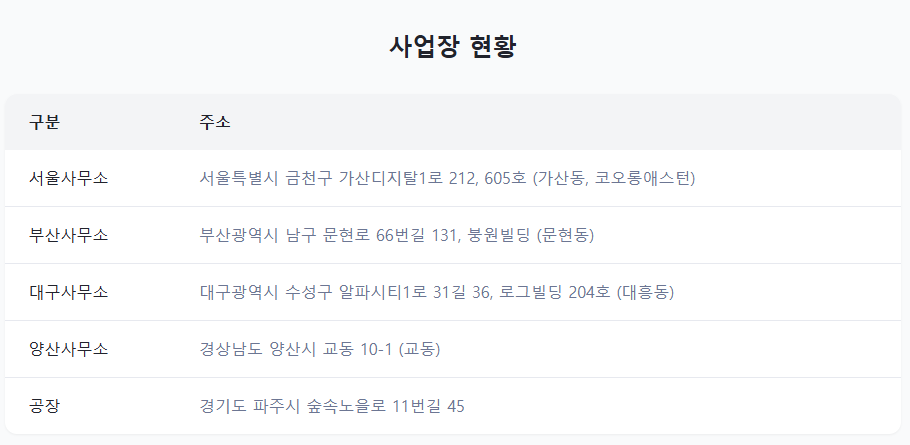 사업장 현황
구분 주소
서울사무소 서울특별시 금천구 가산디지탈1로 212, 605호 (가산동, 코오롱애스턴)
부산사무소 부산광역시 남구 문현로 66번길 131, 봉원빌딩 (문현동)
대구사무소 대구광역시 수성구 알파시티1로 31길 36, 로그빌딩 204호 (대흥동)
양산사무소 경상남도 양산시 교동 10-1 (교동)
공장 경기도 파주시 숲속노을로 11번길 45